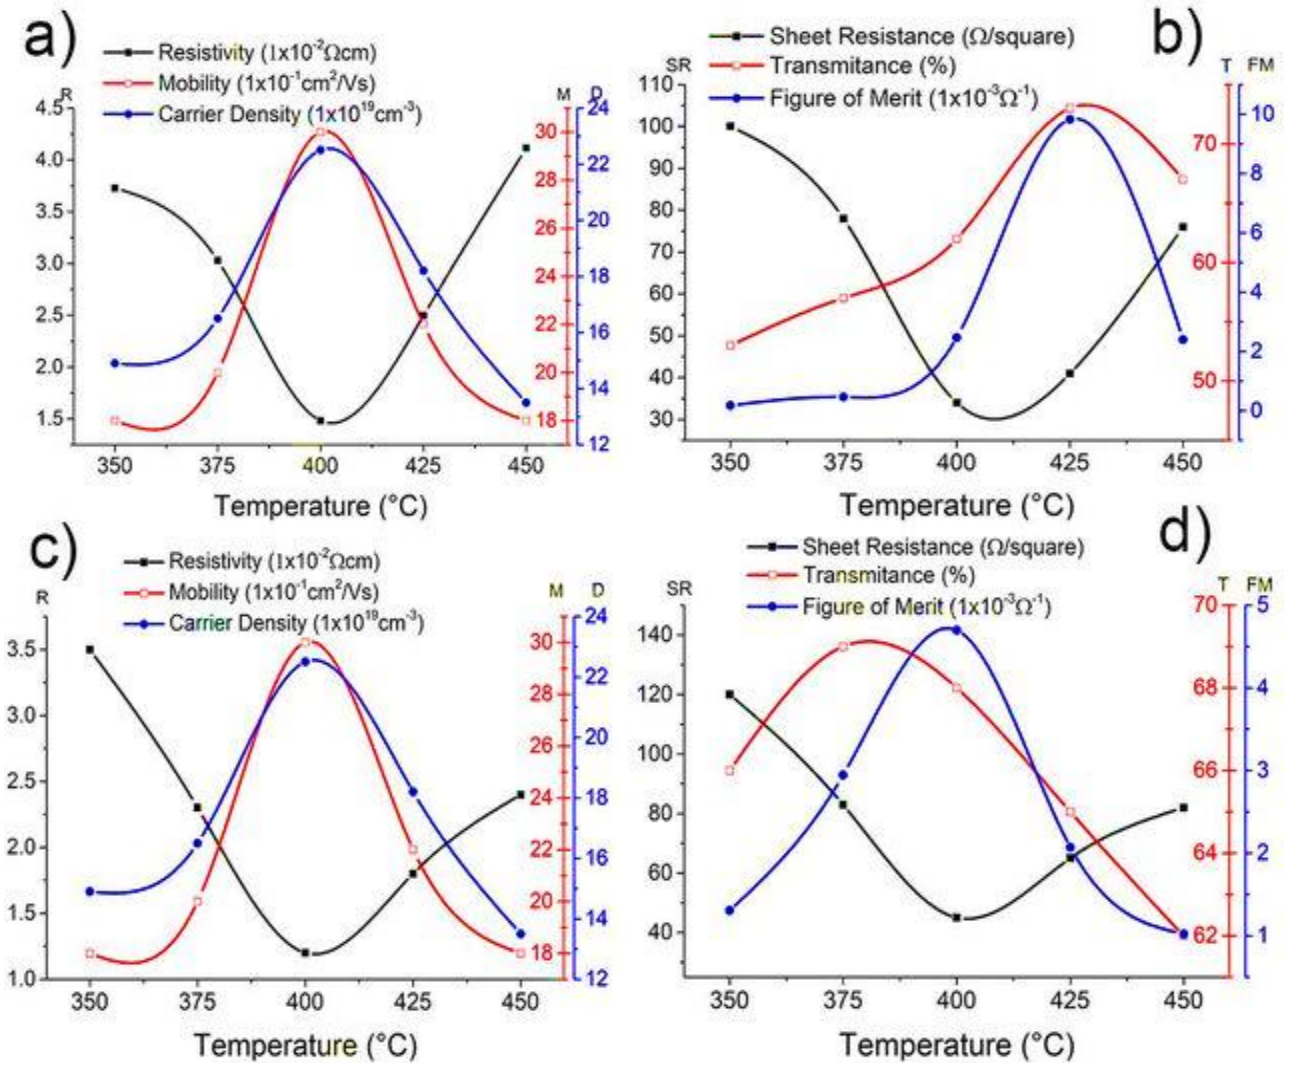 a)
Resistivity (1x10⁻²Ωcm)
Mobility (1x10⁻¹cm²/Vs)
Carrier Density (1x10¹⁹cm⁻³)
R
M D
4.5
4.0
3.5
3.0
2.5
2.0
1.5
30
28
26
24
22
20
18
24
22
20
18
16
14
12
350 375 400 425 450
Temperature (°C)
b)
Sheet Resistance (Ω/square)
Transmitance (%)
Figure of Merit (1x10⁻³Ω⁻¹)
SR
T FM
110
100
90
80
70
60
50
40
30
70
60
50
10
8
6
4
2
0
350 375 400 425 450
Temperature (°C)
c)
Resistivity (1x10⁻²Ωcm)
Mobility (1x10⁻¹cm²/Vs)
Carrier Density (1x10¹⁹cm⁻³)
R
M D
3.5
3.0
2.5
2.0
1.5
1.0
30
28
26
24
22
20
18
24
22
20
18
16
14
12
350 375 400 425 450
Temperature (°C)
d)
Sheet Resistance (Ω/square)
Transmitance (%)
Figure of Merit (1x10⁻³Ω⁻¹)
SR
T FM
140
120
100
80
60
40
70
68
66
64
62
5
4
3
2
1
350 375 400 425 450
Temperature (°C)